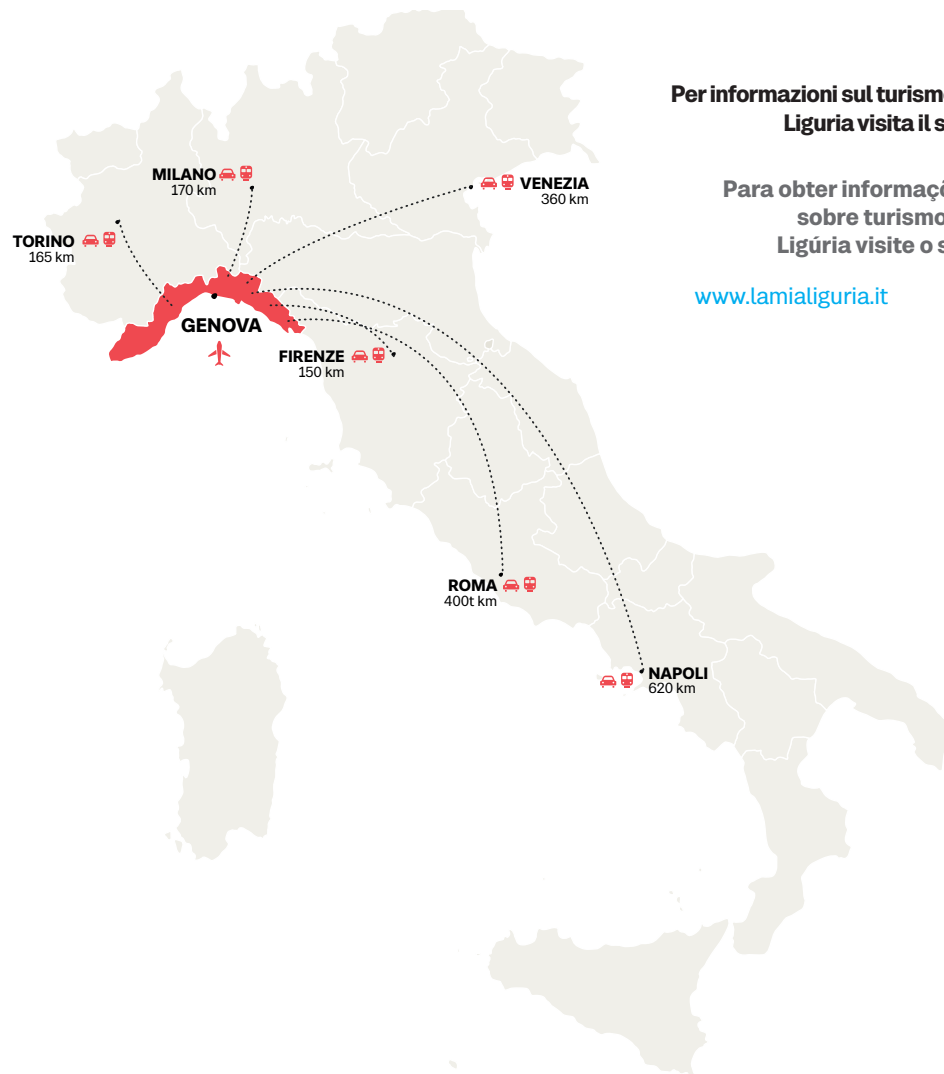 Per informazioni sul turismo
Liguria visita il s
Para obter informaçõ
sobre turismo
Ligúria visite o s
www.lamialiguria.it
MILANO
170 km
VENEZIA
360 km
TORINO
165 km
GENOVA
FIRENZE
150 km
ROMA
400t km
NAPOLI
620 km